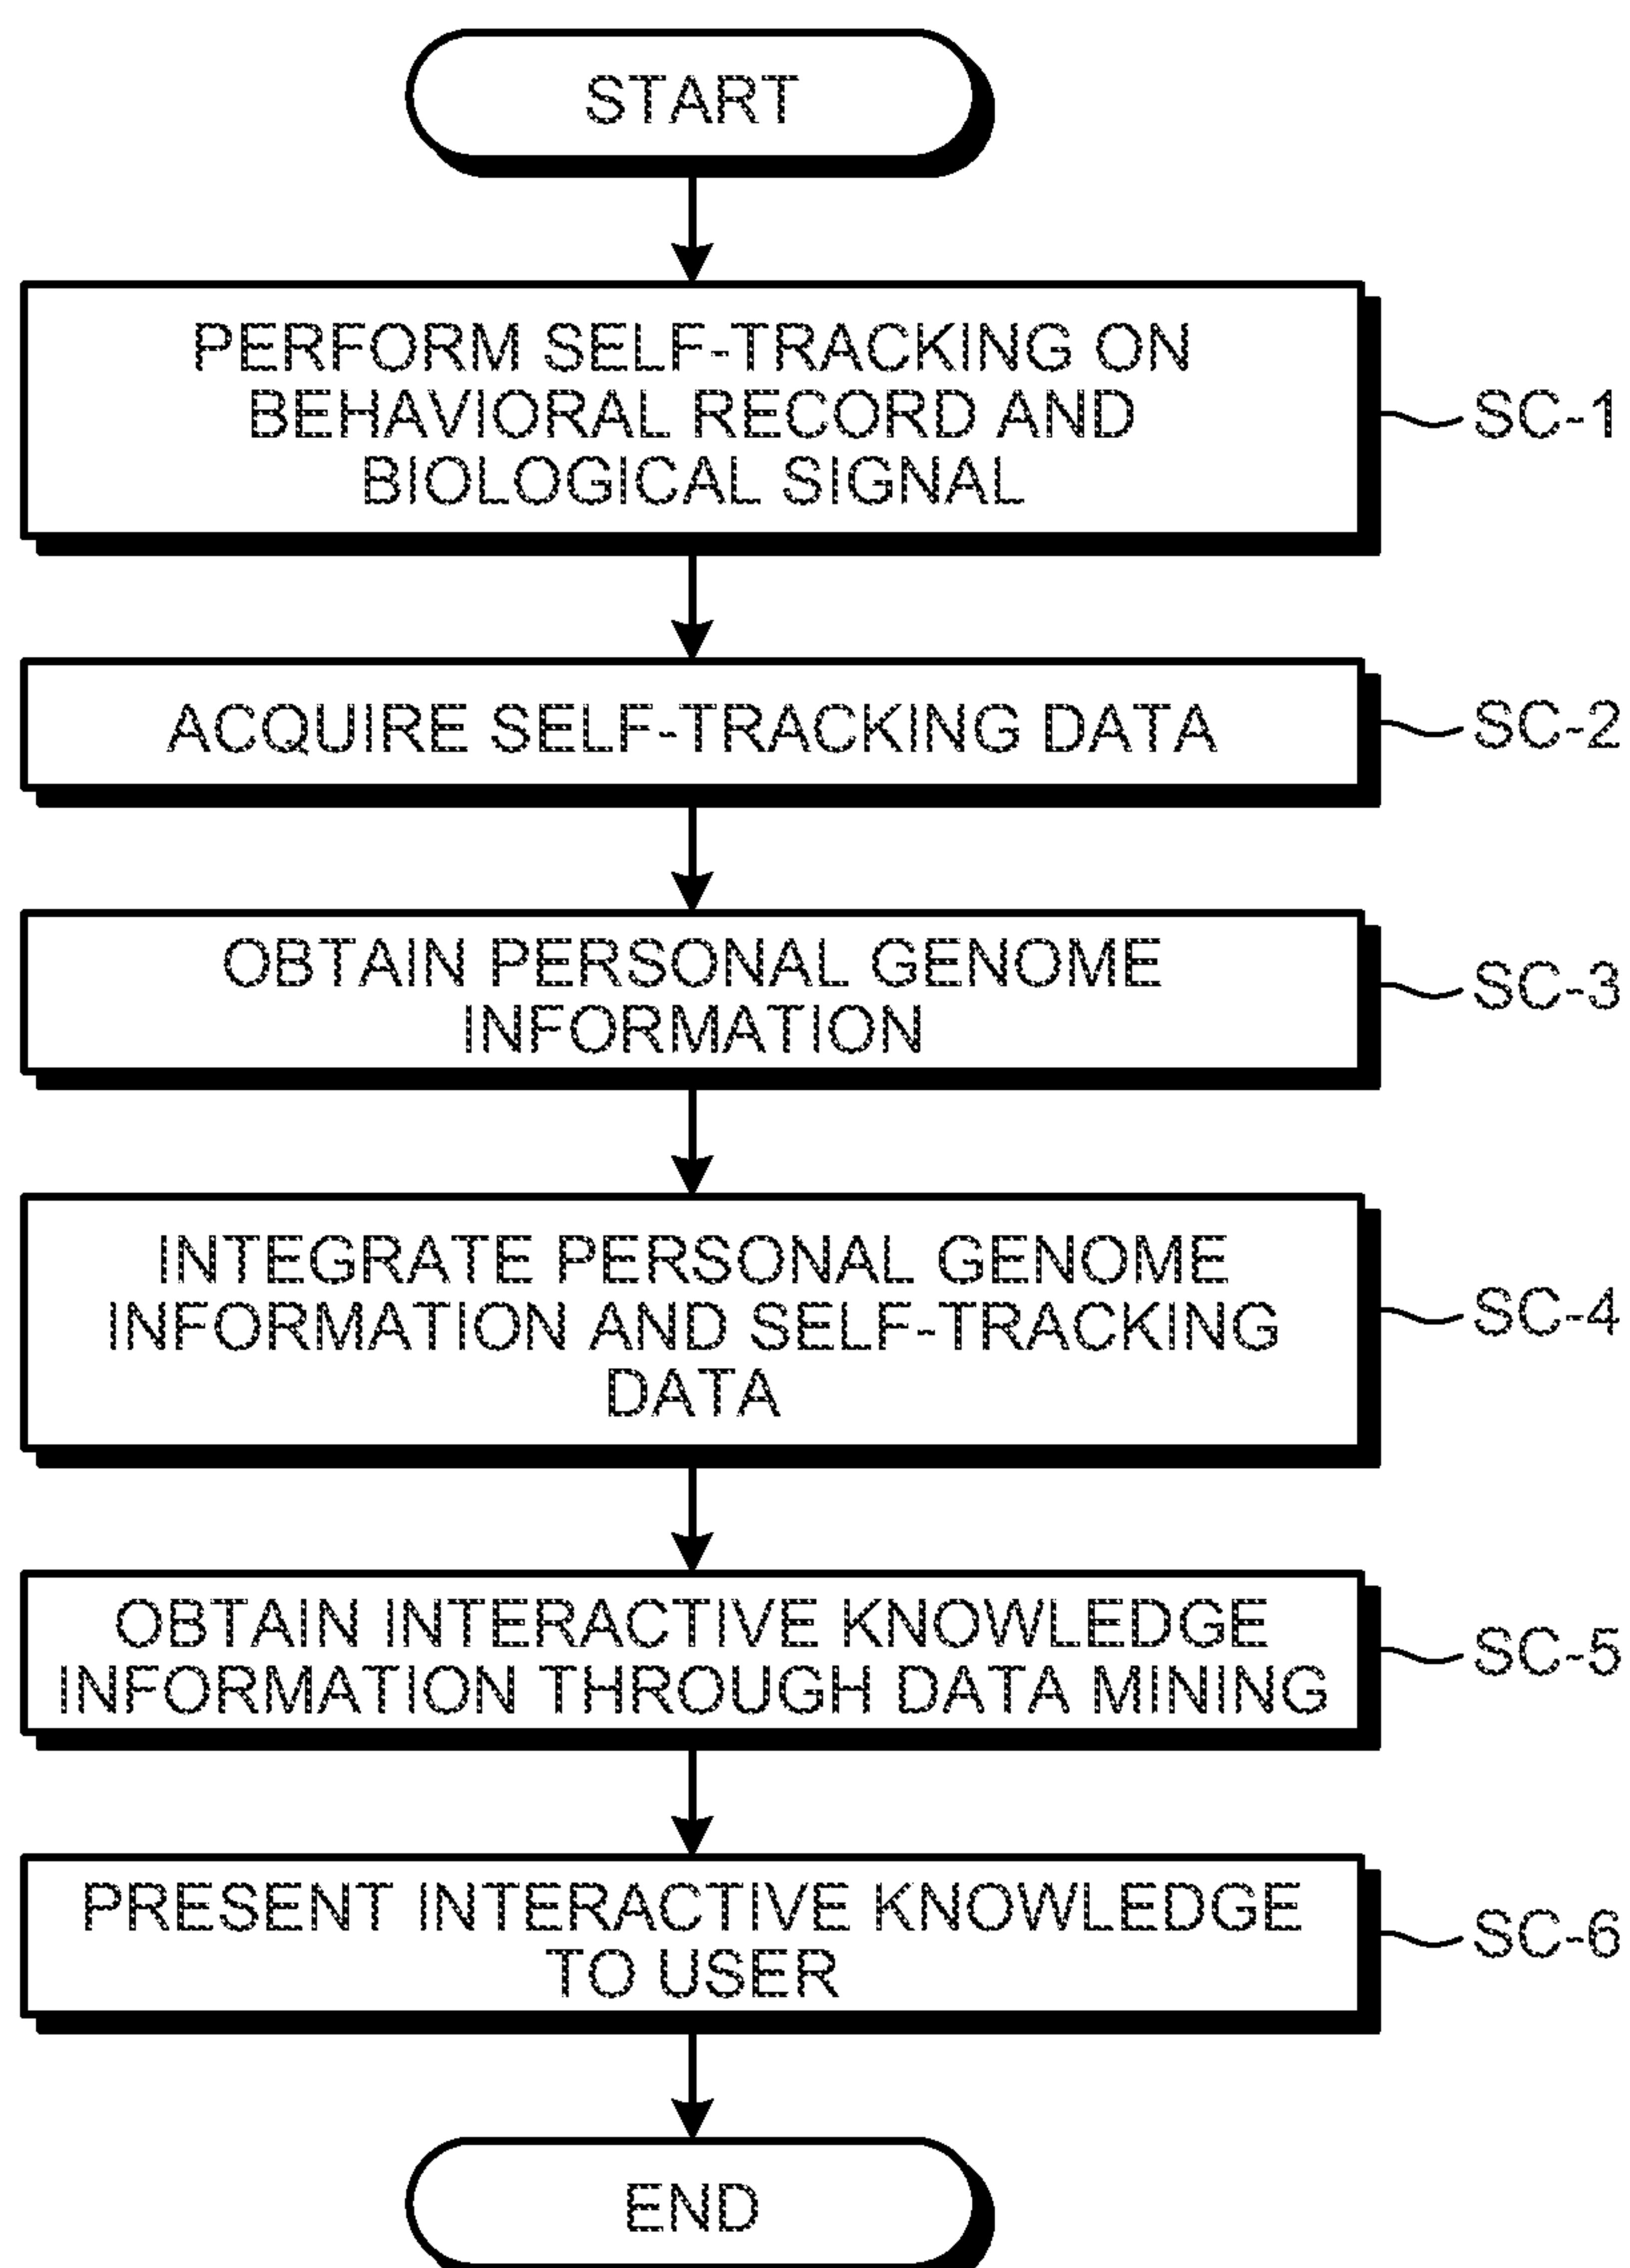 START
PERFORM SELF-TRACKING ON
BEHAVIORAL RECORD AND
BIOLOGICAL SIGNAL
SC-1
ACQUIRE SELF-TRACKING DATA
SC-2
OBTAIN PERSONAL GENOME
INFORMATION
SC-3
INTEGRATE PERSONAL GENOME
INFORMATION AND SELF-TRACKING
DATA
SC-4
OBTAIN INTERACTIVE KNOWLEDGE
INFORMATION THROUGH DATA MINING
SC-5
PRESENT INTERACTIVE KNOWLEDGE
TO USER
SC-6
END